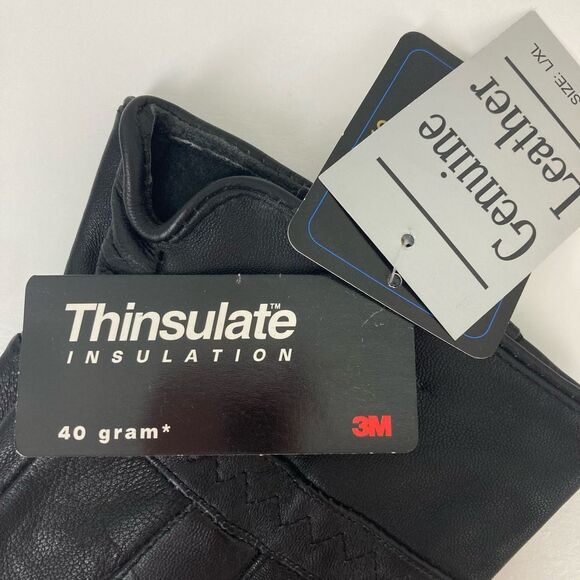 Genuine
Leather
SIZE: L/XL
Thinsulate™
INSULATION
40 gram*
3M